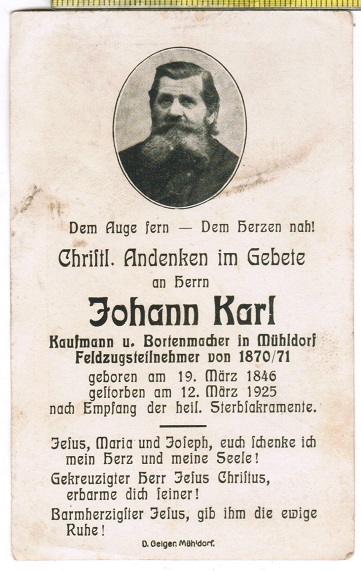 Dem Auge fern — Dem Herzen nah!
Christl. Andenken im Gebete
an Herrn
Johann Karl
Kaufmann u. Bortenmacher in Mühldorf
Feldzugsteilnehmer von 1870/71
geboren am 19. März 1846
gestorben am 12. März 1925
nach Empfang der heil. Sterbsakramente.
Jesus, Maria und Joseph, euch schenke ich
mein Herz und meine Seele!
Gekreuzigter Herr Jesus Christus,
erbarme dich seiner!
Barmherzigster Jesus, gib ihm die ewige
Ruhe!
D. Geiger, Mühldorf.